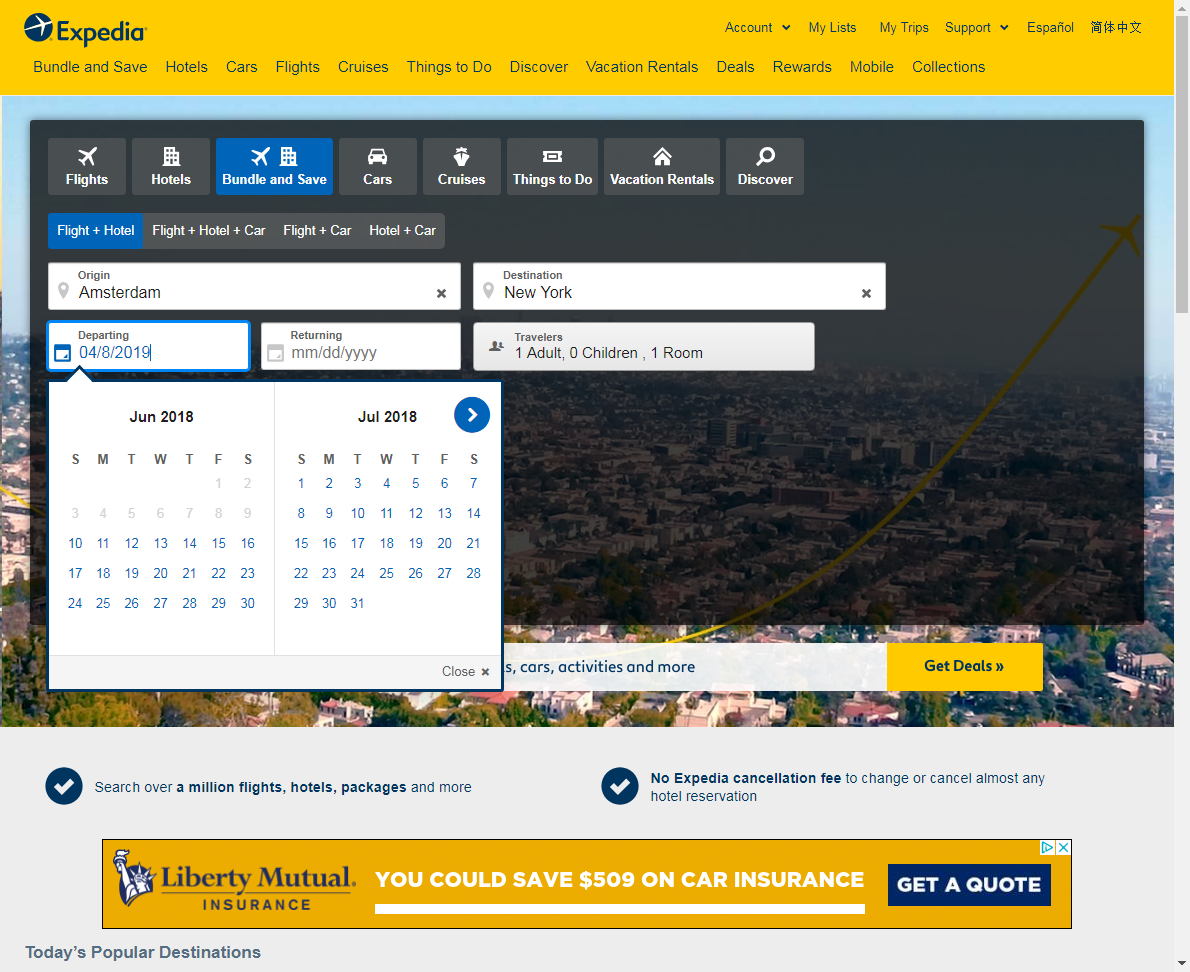 Expedia
Account My Lists My Trips Support Español 简体中文
Bundle and Save Hotels Cars Flights Cruises Things to Do Discover Vacation Rentals Deals Rewards Mobile Collections
Flights Hotels Bundle and Save Cars Cruises Things to Do Vacation Rentals Discover
Flight + Hotel Flight + Hotel + Car Flight + Car Hotel + Car
Origin
Amsterdam
Destination
New York
Departing
04/8/2019
Returning
mm/dd/yyyy
Travelers
1 Adult, 0 Children , 1 Room
Jun 2018
S M T W T F S
1 2
3 4 5 6 7 8 9
10 11 12 13 14 15 16
17 18 19 20 21 22 23
24 25 26 27 28 29 30
Jul 2018
S M T W T F S
1 2 3 4 5 6 7
8 9 10 11 12 13 14
15 16 17 18 19 20 21
22 23 24 25 26 27 28
29 30 31
Close
s, cars, activities and more
Get Deals »
Search over a million flights, hotels, packages and more
No Expedia cancellation fee to change or cancel almost any
hotel reservation
Liberty Mutual.
INSURANCE
YOU COULD SAVE $509 ON CAR INSURANCE
GET A QUOTE
Today's Popular Destinations